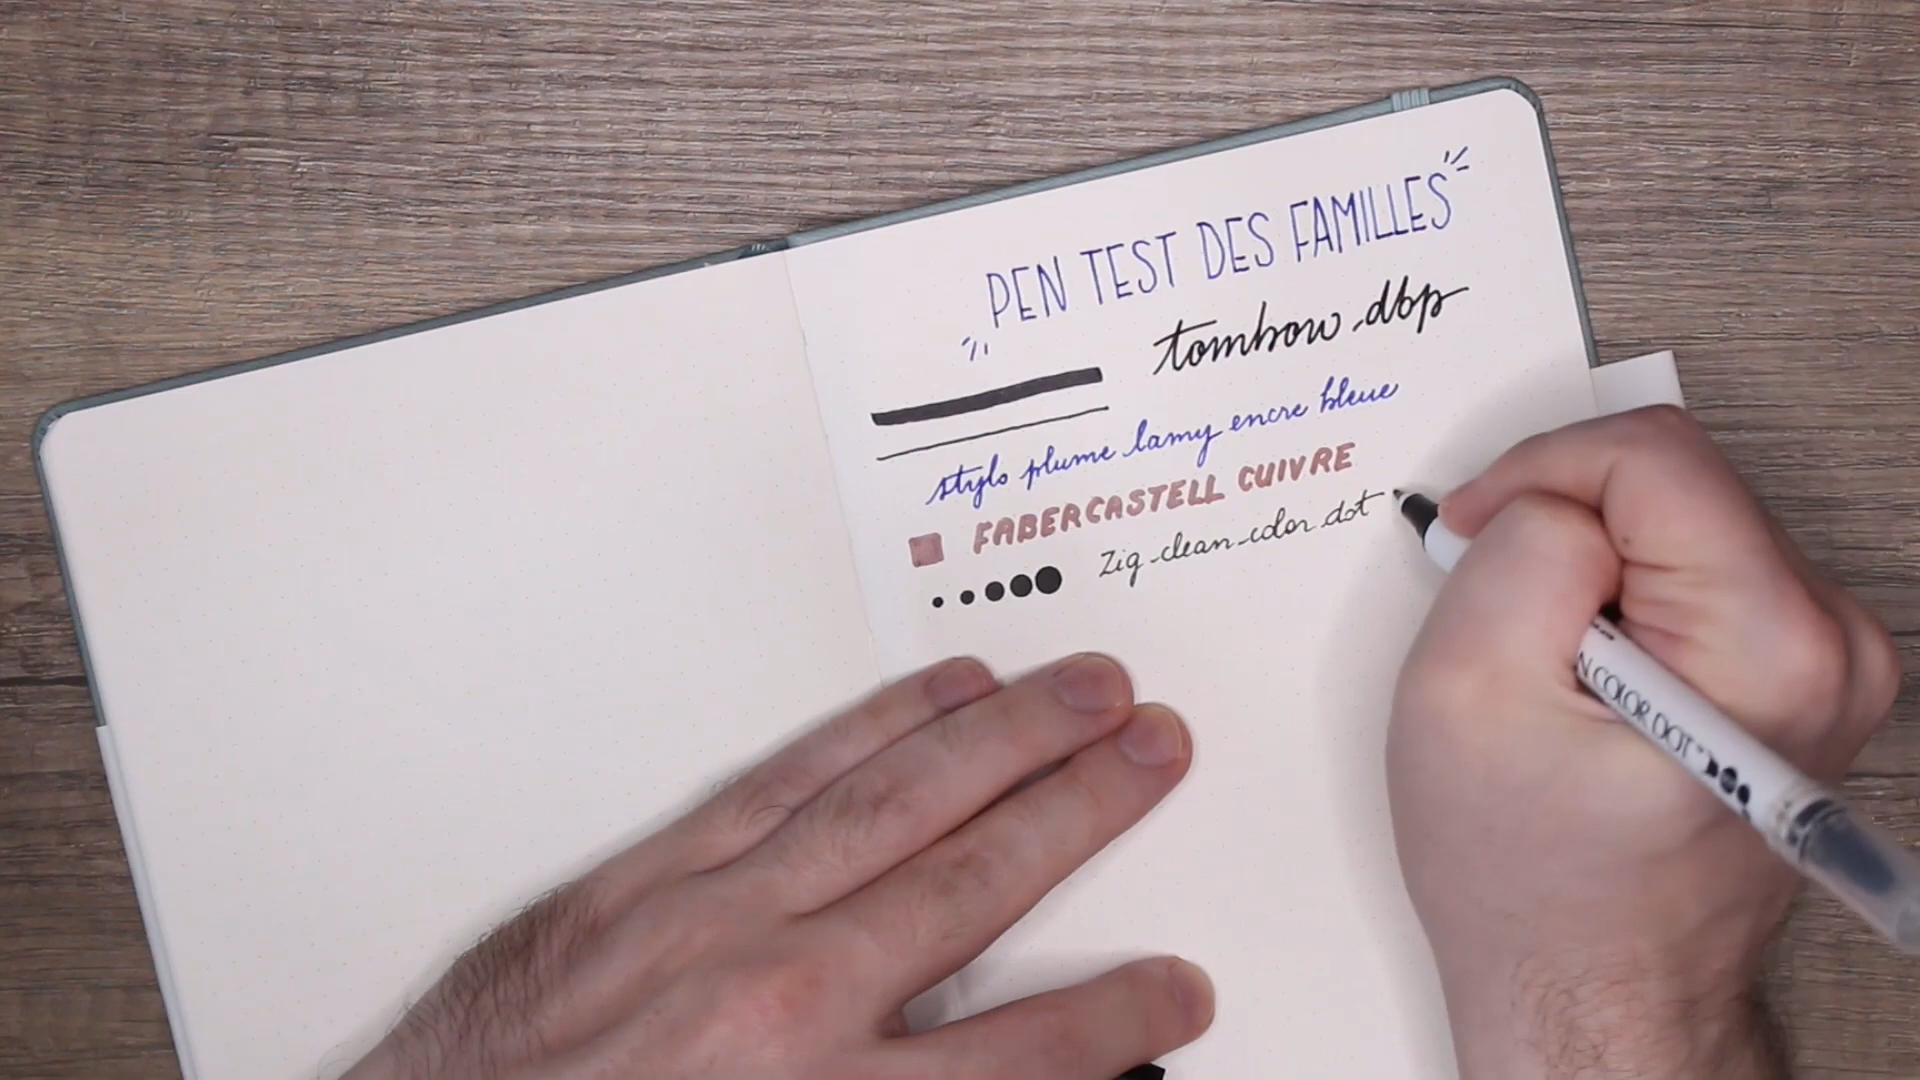 PEN TEST DES FAMILLES
tombow dbp
stylo plume lamy encre bleue
FABERCASTELL CUIVRE
Zig clean color dot
N COLOR DOT